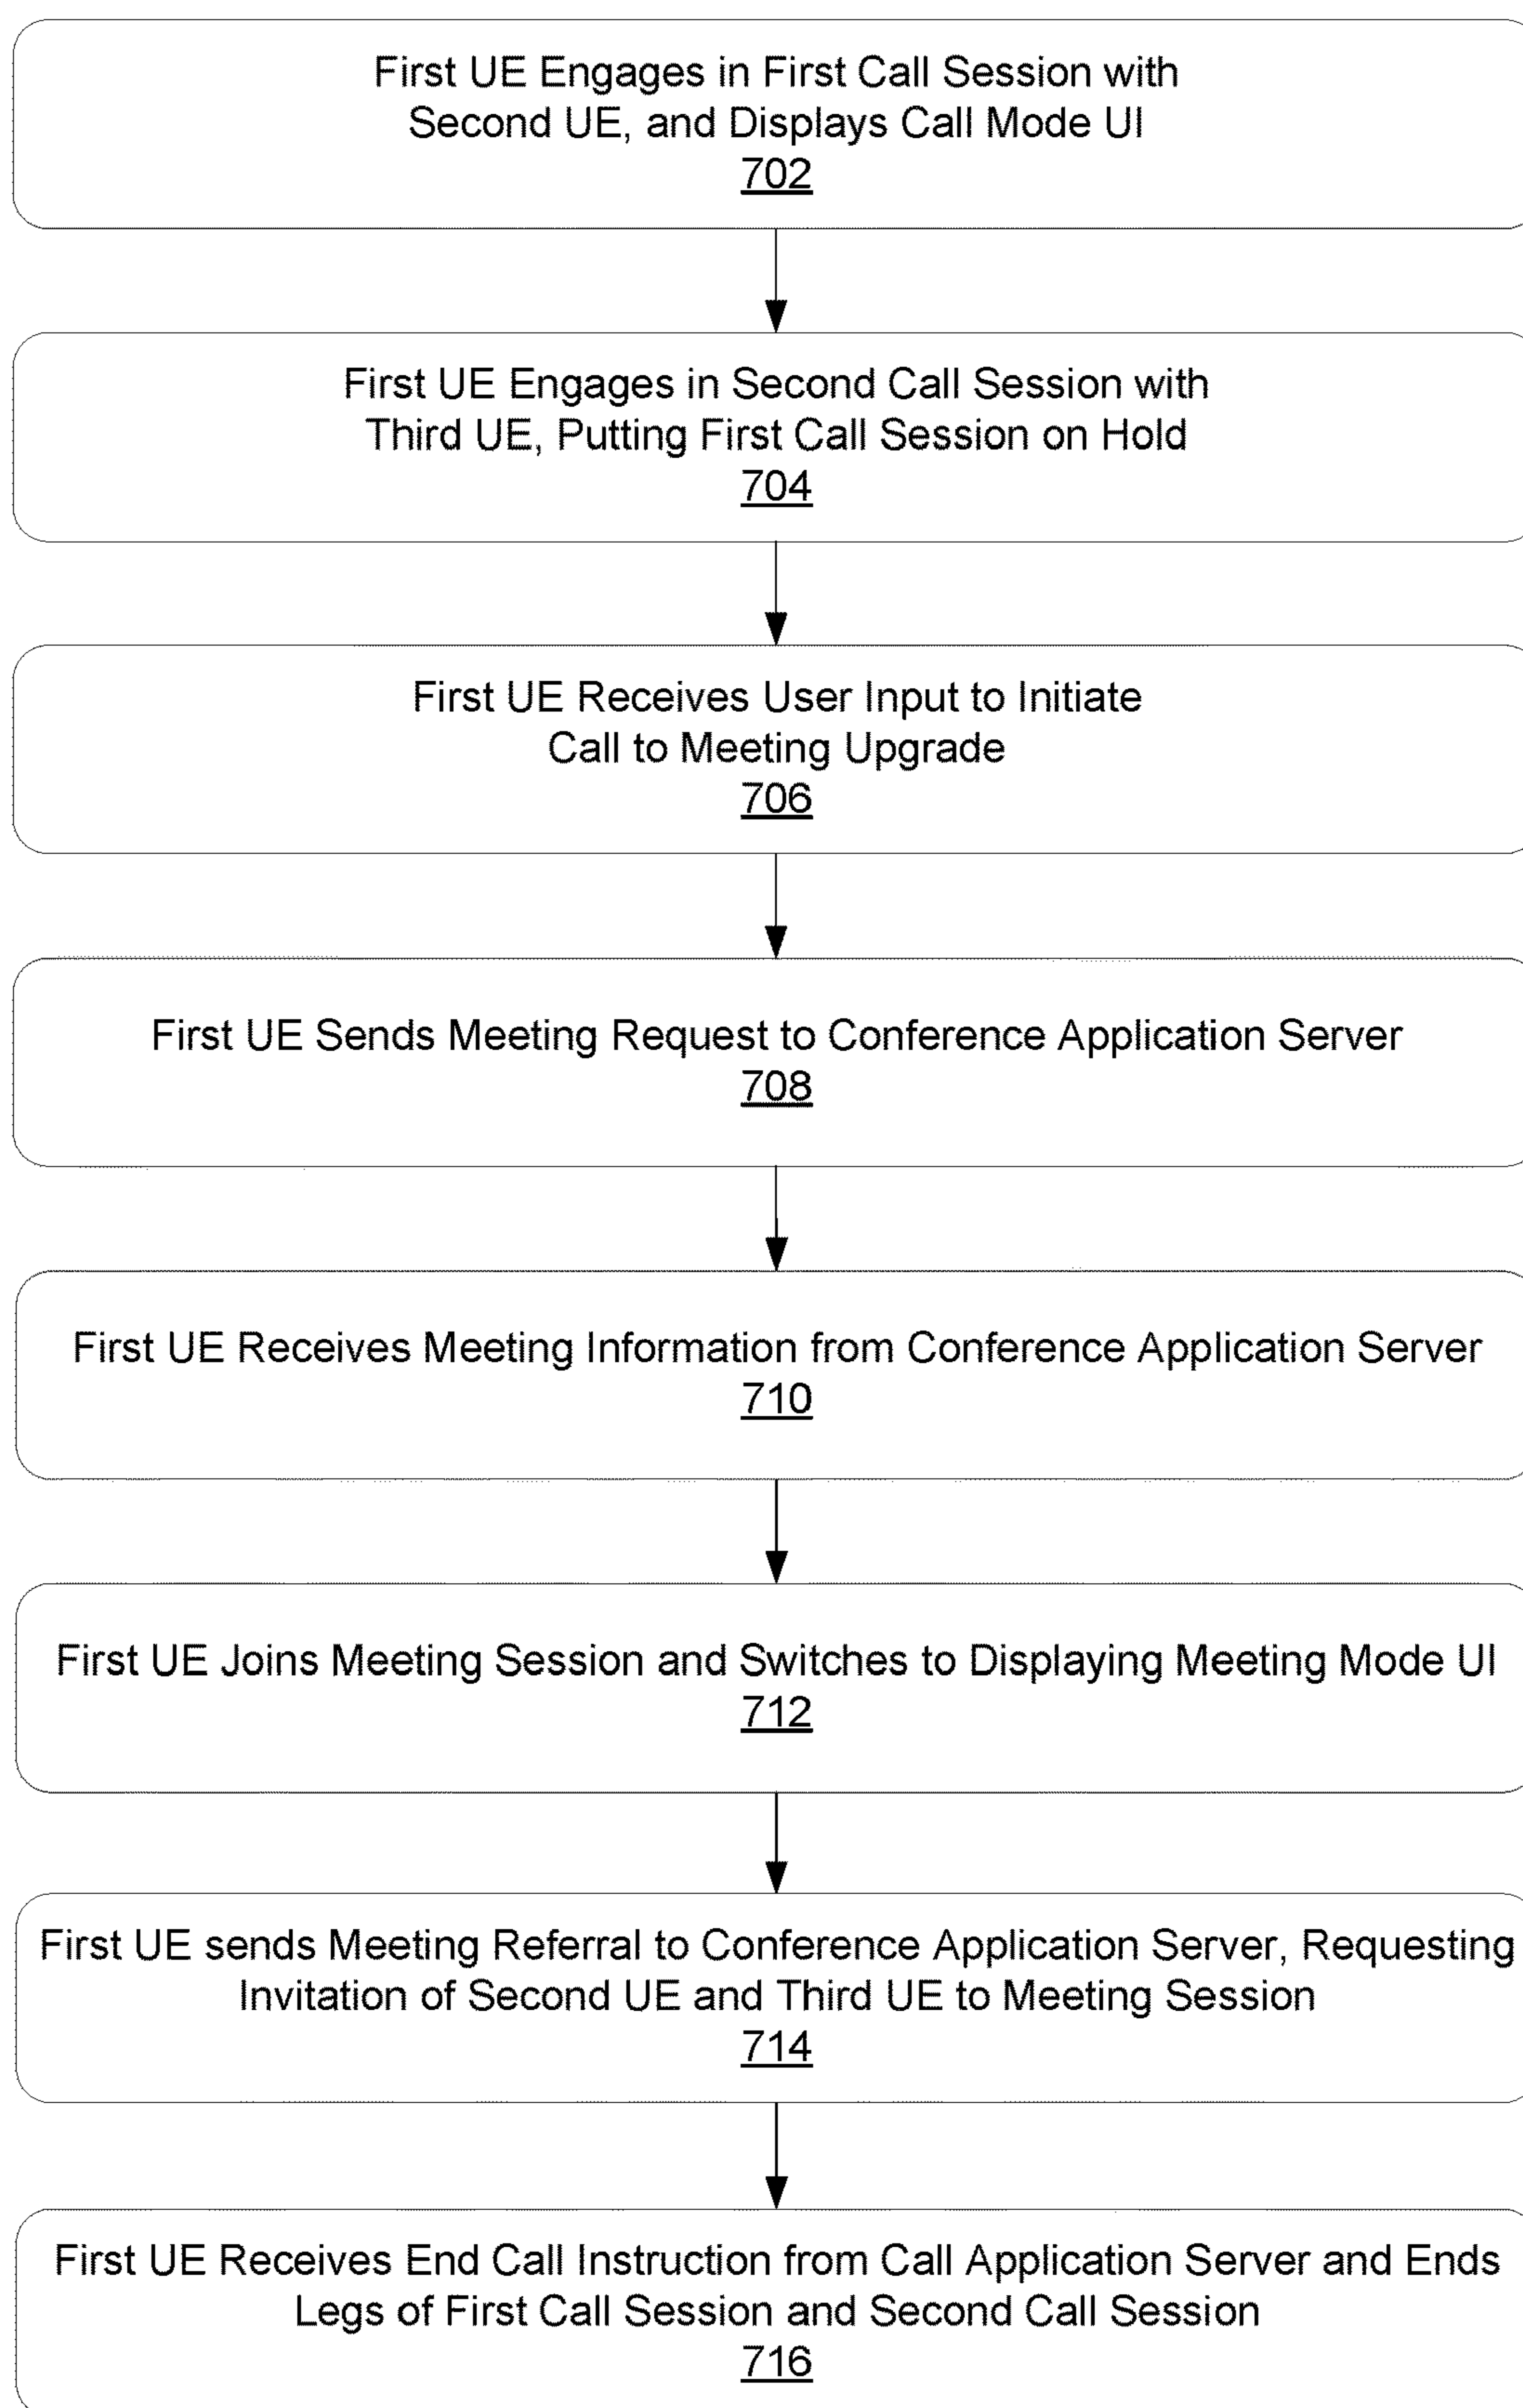 First UE Engages in First Call Session with
Second UE, and Displays Call Mode UI
702
First UE Engages in Second Call Session with
Third UE, Putting First Call Session on Hold
704
First UE Receives User Input to Initiate
Call to Meeting Upgrade
706
First UE Sends Meeting Request to Conference Application Server
708
First UE Receives Meeting Information from Conference Application Server
710
First UE Joins Meeting Session and Switches to Displaying Meeting Mode UI
712
First UE sends Meeting Referral to Conference Application Server, Requesting
Invitation of Second UE and Third UE to Meeting Session
714
First UE Receives End Call Instruction from Call Application Server and Ends
Legs of First Call Session and Second Call Session
716